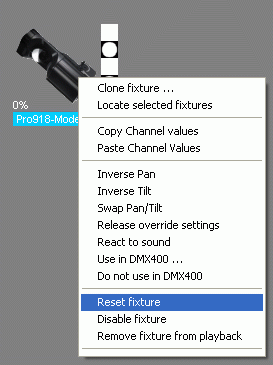 0%
Pro918-Mode
Clone fixture ...
Locate selected fixtures
Copy Channel values
Paste Channel Values
Inverse Pan
Inverse Tilt
Swap Pan/Tilt
Release override settings
React to sound
Use in DMX400 ...
Do not use in DMX400
Reset fixture
Disable fixture
Remove fixture from playback